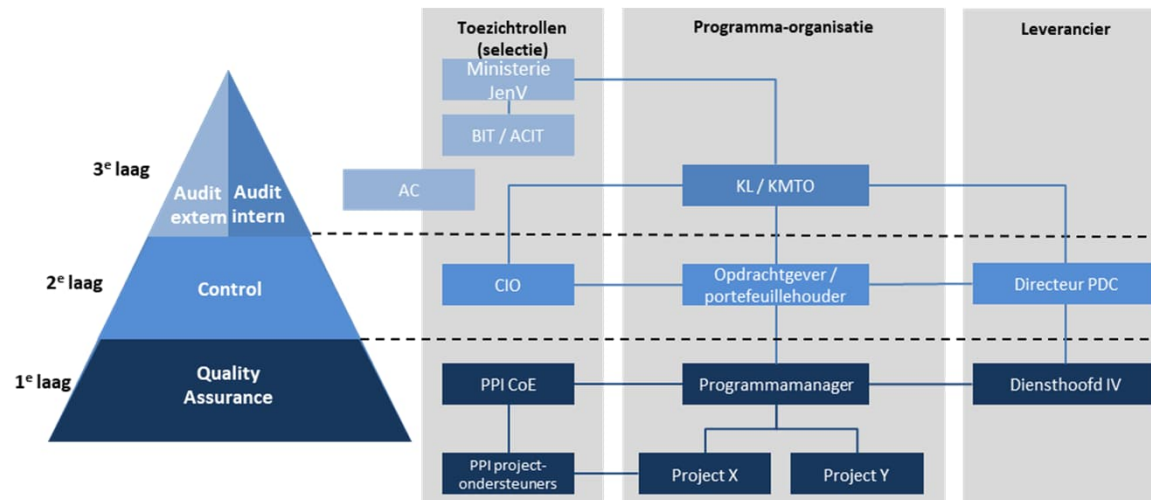 Toezichtrollen
(selectie)
Programma-organisatie
Leverancier
Ministerie
JenV
BIT / ACIT
3e laag
Audit
extern
Audit
intern
AC
KL / KMTO
2e laag
Control
CIO
Opdrachtgever /
portefeuillehouder
Directeur PDC
1e laag
Quality
Assurance
PPI CoE
Programmamanager
Diensthoofd IV
PPI project-
ondersteuners
Project X
Project Y